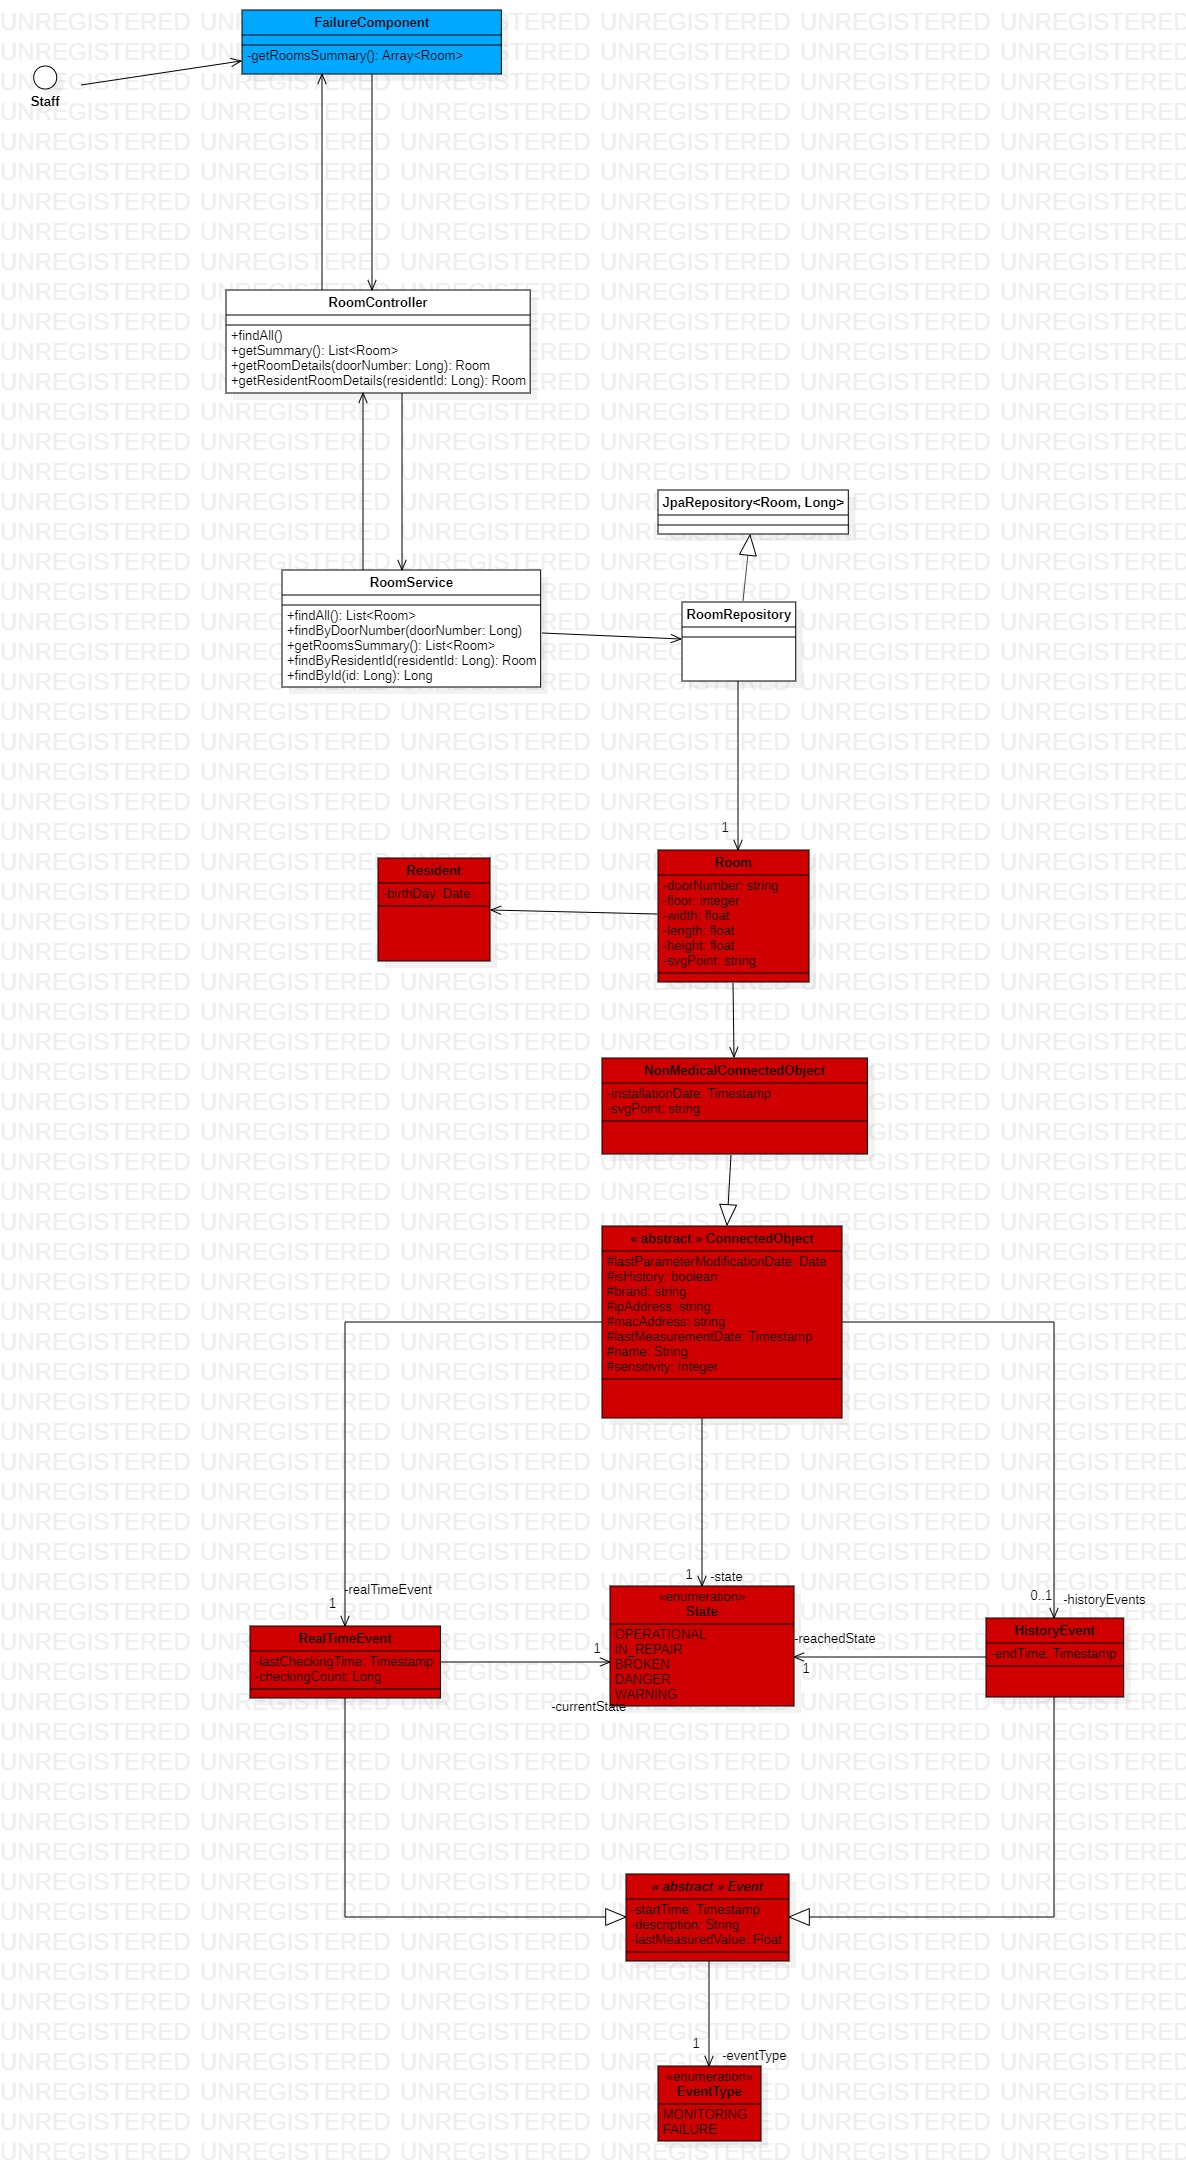 FailureComponent
-getRoomsSummary(): Array<Room>
Staff
RoomController
+findAll()
+getSummary(): List<Room>
+getRoomDetails(doorNumber: Long): Room
+getResidentRoomDetails(residentId: Long): Room
JpaRepository<Room, Long>
RoomService
+findAll(): List<Room>
+findByDoorNumber(doorNumber: Long)
+getRoomsSummary(): List<Room>
+findByResidentId(residentId: Long): Room
+findById(id: Long): Long
RoomRepository
1
Resident
-birthDay: Date
Room
-doorNumber: string
-floor: integer
-width: float
-length: float
-height: float
-svgPoint: string
NonMedicalConnectedObject
-installationDate: Timestamp
-svgPoint: string
« abstract » ConnectedObject
#lastParameterModificationDate: Date
#isHistory: boolean
#brand: string
#ipAddress: string
#macAddress: string
#lastMeasurementDate: Timestamp
#name: String
#sensitivity: Integer
-realTimeEvent
1
1 -state
0..1 -historyEvents
RealTimeEvent
-lastCheckingTime: Timestamp
-checkingCount: Long
1
-currentState
«enumeration»
State
OPERATIONAL
IN_REPAIR
BROKEN
DANGER
WARNING
-reachedState
1
HistoryEvent
-endTime: Timestamp
« abstract » Event
-startTime: Timestamp
-description: String
-lastMeasuredValue: Float
1
-eventType
«enumeration»
EventType
MONITORING
FAILURE
UNREGISTERED